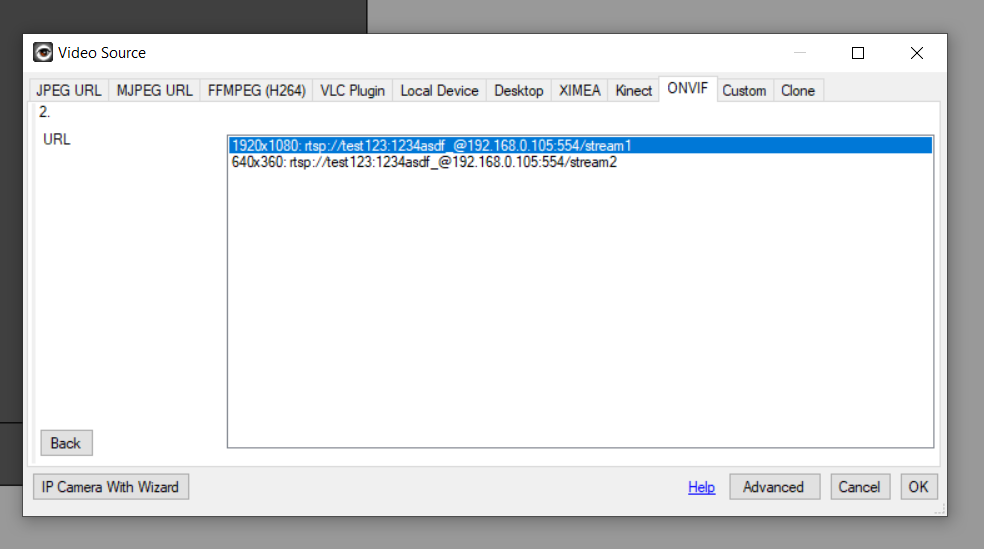 Video Source
JPEG URL MJPEG URL FFMPEG (H264) VLC Plugin Local Device Desktop XIMEA Kinect ONVIF Custom Clone
2.
URL
1920x1080: rtsp://test123:1234asdf_@192.168.0.105:554/stream1
640x360: rtsp://test123:1234asdf_@192.168.0.105:554/stream2
Back
IP Camera With Wizard Help Advanced Cancel OK